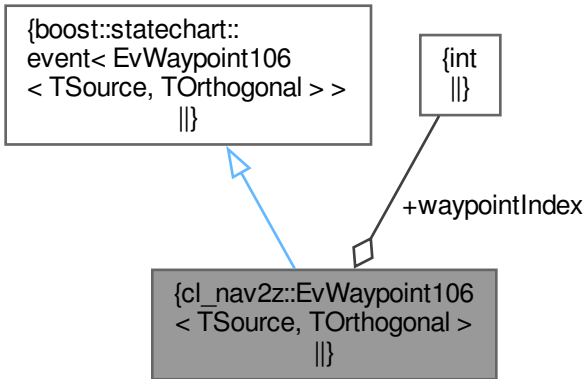 {boost::statechart::
event< EvWaypoint106
< TSource, TOrthogonal > >
||}
{int
||}
+waypointIndex
{cl_nav2z::EvWaypoint106
< TSource, TOrthogonal >
||}